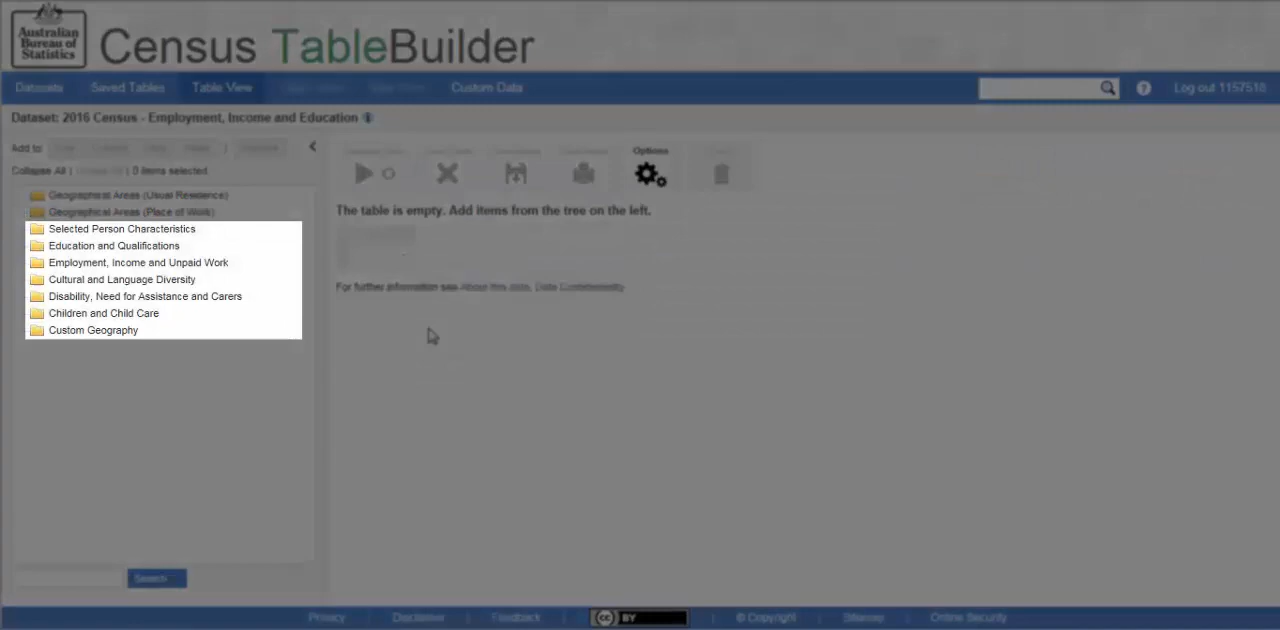 Australian
Bureau of
Statistics
Census TableBuilder
Datasets Saved Tables Table View Custom Data Log out 1157518
Dataset: 2016 Census - Employment, Income and Education
Add to
Options
Collapse All | 0 items selected
Geographical Areas (Usual Residence)
Geographical Areas (Place of Work)
The table is empty. Add items from the tree on the left.
Selected Person Characteristics
Education and Qualifications
Employment, Income and Unpaid Work
Cultural and Language Diversity
For further information see About this data, Data Confidentiality
Disability, Need for Assistance and Carers
Children and Child Care
Custom Geography
Search
Privacy Disclaimer Feedback cc BY © Copyright Sitemap Online Security